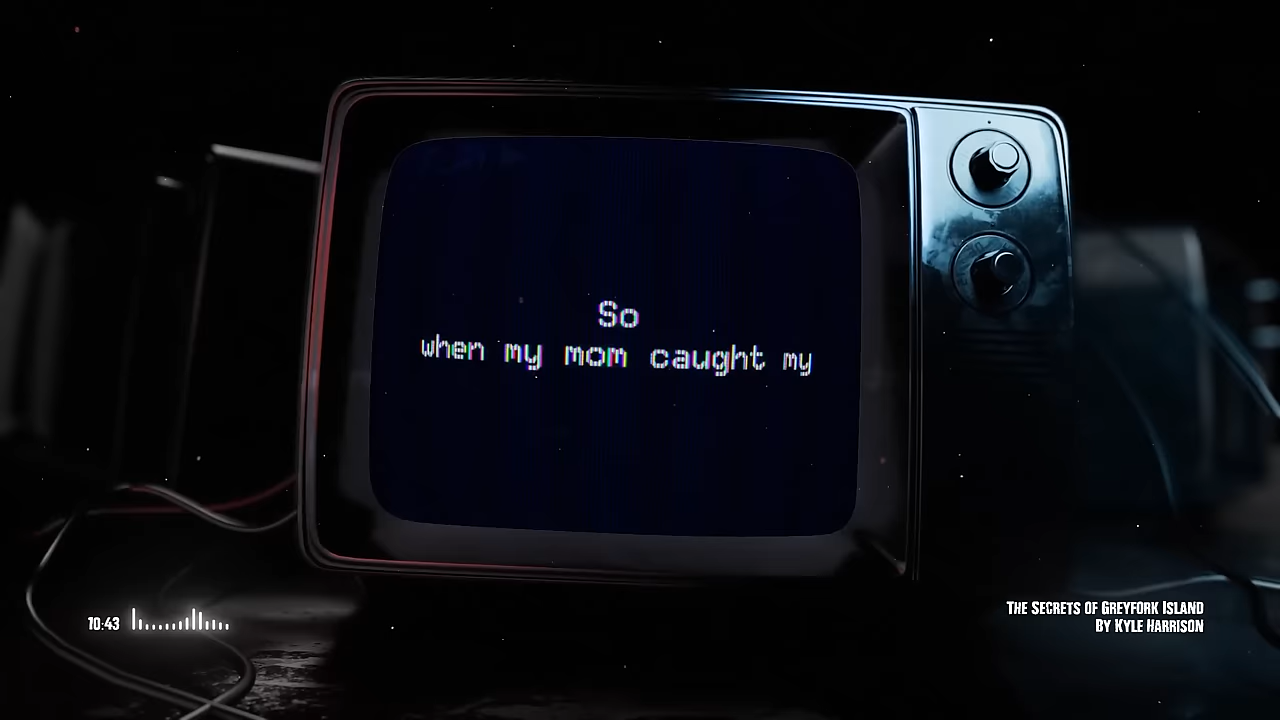 So
when my mom caught my
10:43
The Secrets of Greyfork Island
by Kyle Harrison